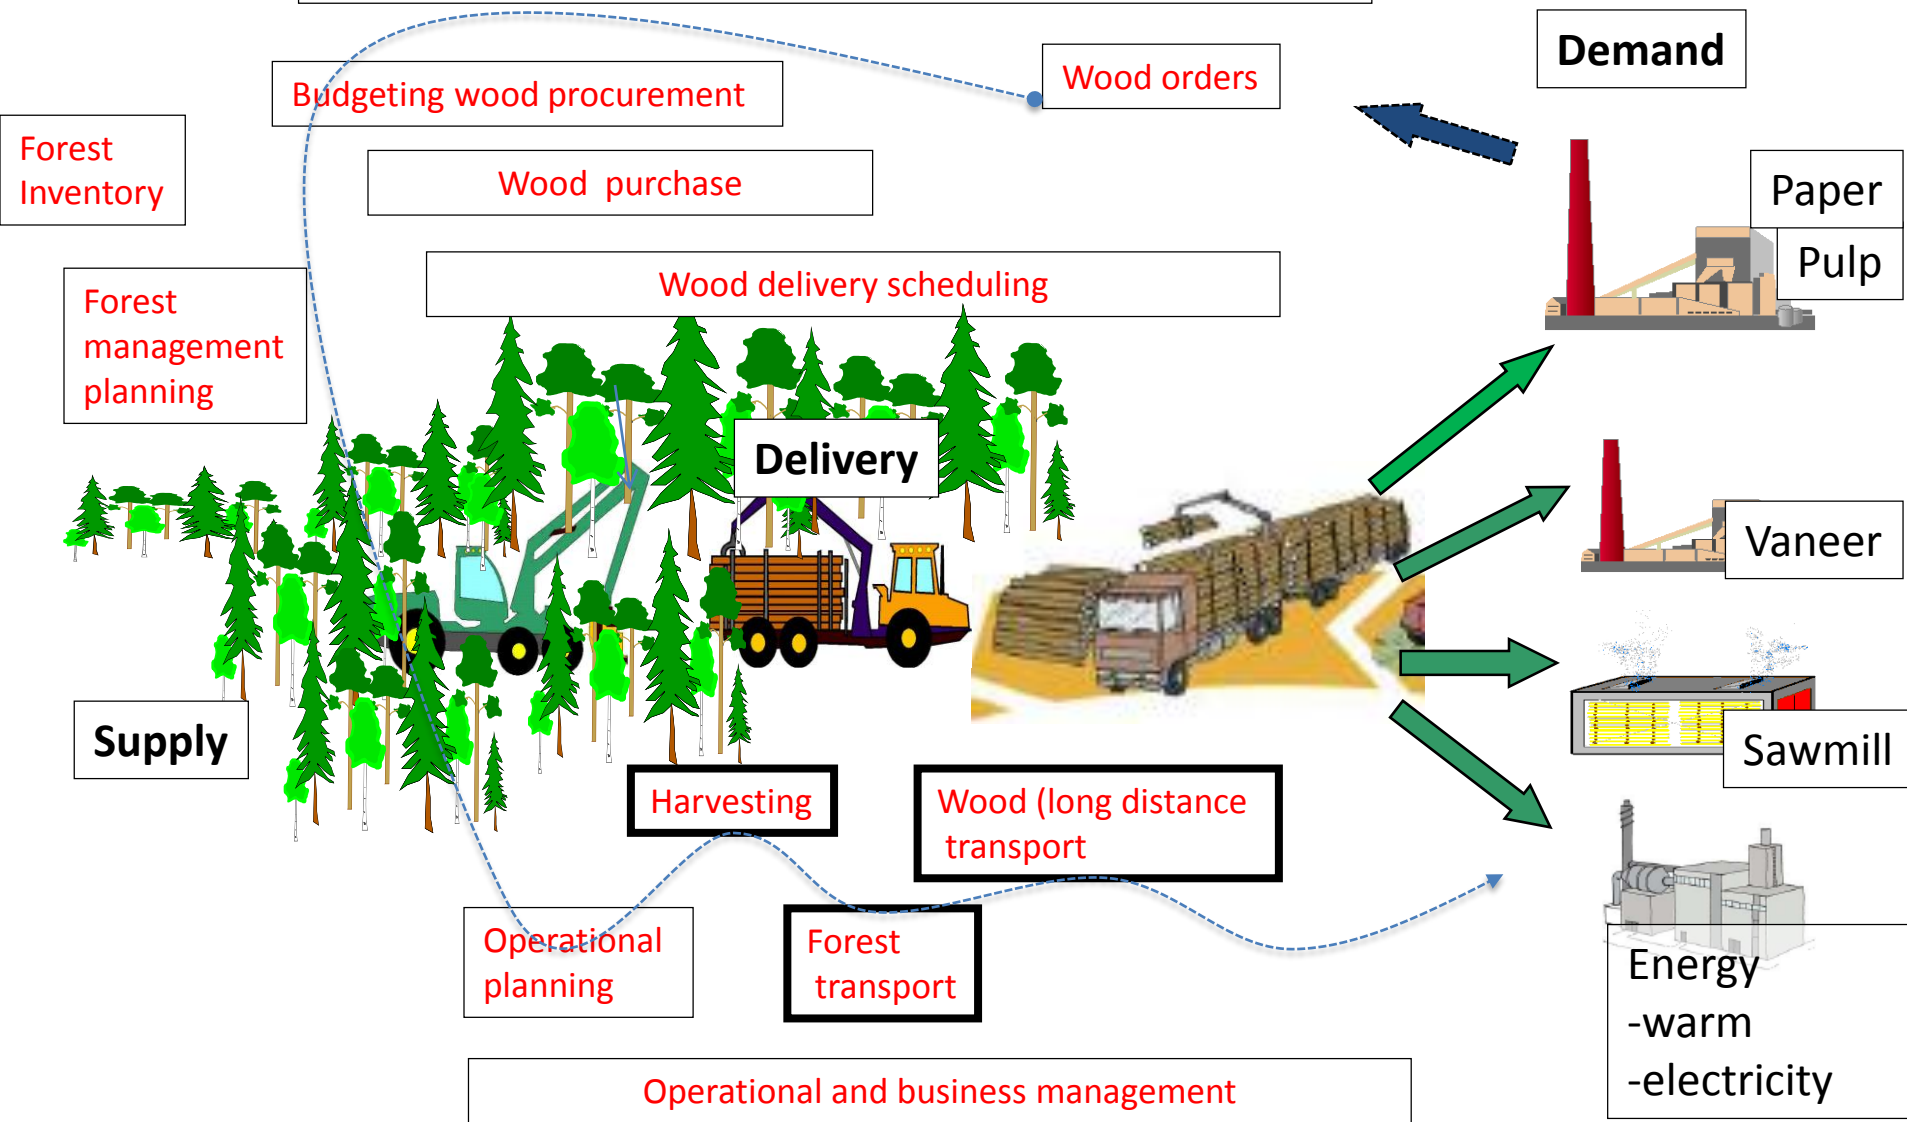 Demand
Wood orders
Budgeting wood procurement
Forest
Inventory
Wood purchase
Paper
Pulp
Wood delivery scheduling
Forest
management
planning
Delivery
Vaneer
Supply
Sawmill
Harvesting
Wood (long distance
transport
Operational
planning
Forest
transport
Energy
-warm
-electricity
Operational and business management